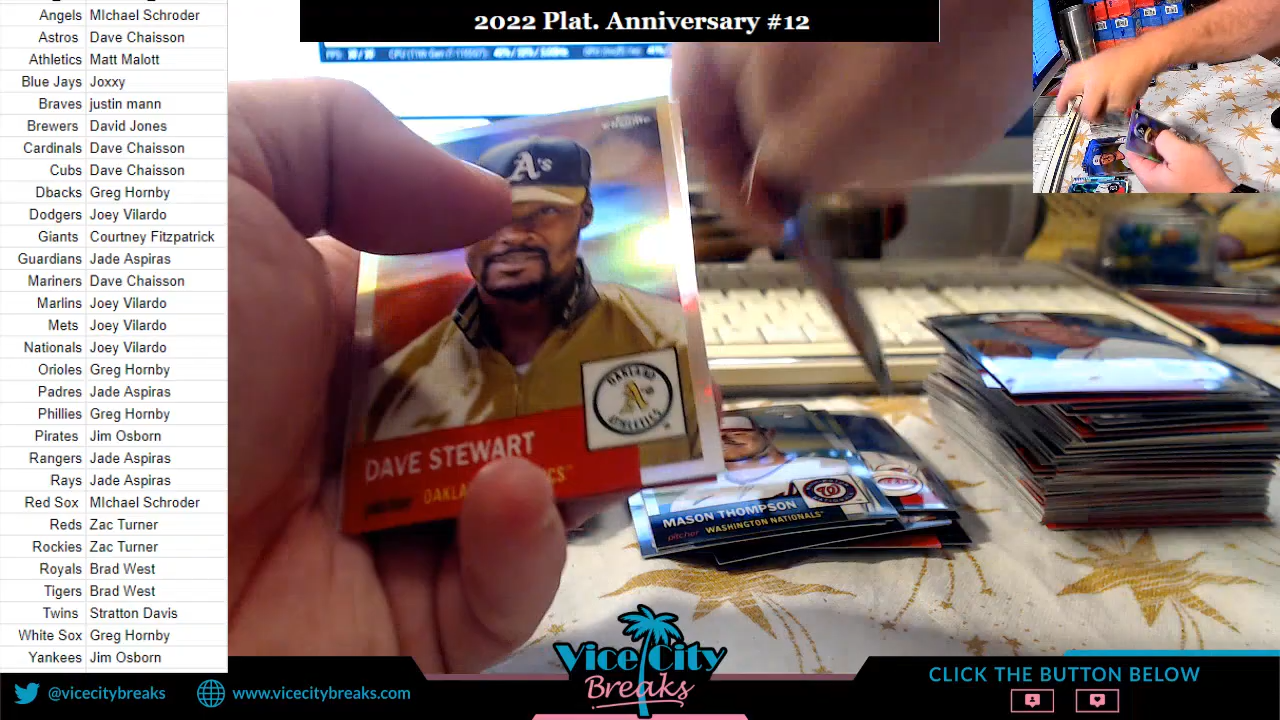 2022 Plat. Anniversary #12
Angels MIchael Schroder
Astros Dave Chaisson
Athletics Matt Malott
Blue Jays Joxxy
Braves justin mann
Brewers David Jones
Cardinals Dave Chaisson
Cubs Dave Chaisson
Dbacks Greg Hornby
Dodgers Joey Vilardo
Giants Courtney Fitzpatrick
Guardians Jade Aspiras
Mariners Dave Chaisson
Marlins Joey Vilardo
Mets Joey Vilardo
Nationals Joey Vilardo
Orioles Greg Hornby
Padres Jade Aspiras
Phillies Greg Hornby
Pirates Jim Osborn
Rangers Jade Aspiras
Rays Jade Aspiras
Red Sox MIchael Schroder
Reds Zac Turner
Rockies Zac Turner
Royals Brad West
Tigers Brad West
Twins Stratton Davis
White Sox Greg Hornby
Yankees Jim Osborn
A's
OAKLAND
A's
ATHLETICS
DAVE STEWART
W
MASON THOMPSON
pitcher WASHINGTON NATIONALS
@vicecitybreaks
www.vicecitybreaks.com
Vice City
Breaks
CLICK THE BUTTON BELOW